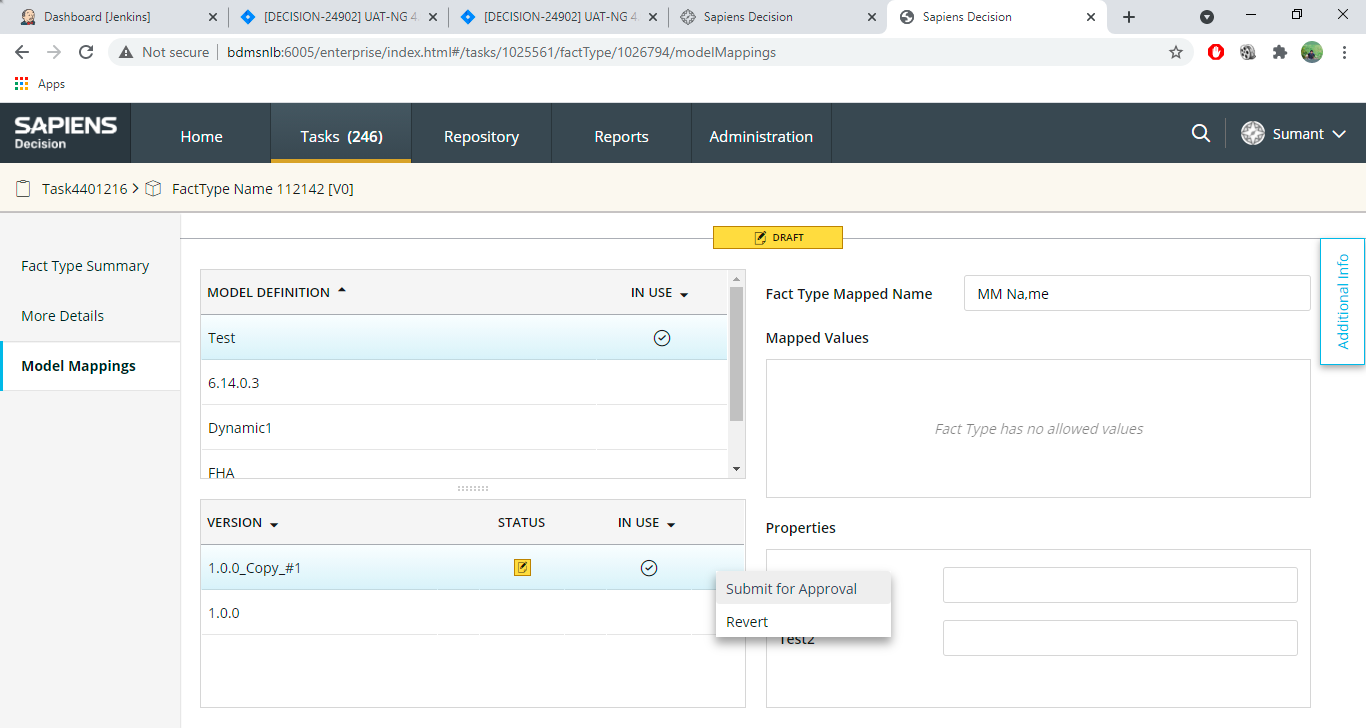 Dashboard [Jenkins]
[DECISION-24902] UAT-NG 4.
[DECISION-24902] UAT-NG 4.
Sapiens Decision
Sapiens Decision
Not secure
bdmsnlb:6005/enterprise/index.html#/tasks/1025561/factType/1026794/modelMappings
Apps
SAPIENS
Decision
Home
Tasks (246)
Repository
Reports
Administration
Sumant
Task4401216 > FactType Name 112142 [V0]
DRAFT
Fact Type Summary
More Details
Model Mappings
MODEL DEFINITION
IN USE
Test
6.14.0.3
Dynamic1
FHA
VERSION
STATUS
IN USE
1.0.0_Copy_#1
1.0.0
Submit for Approval
Revert
Fact Type Mapped Name
MM Na,me
Mapped Values
Fact Type has no allowed values
Properties
Test2
Additional Info